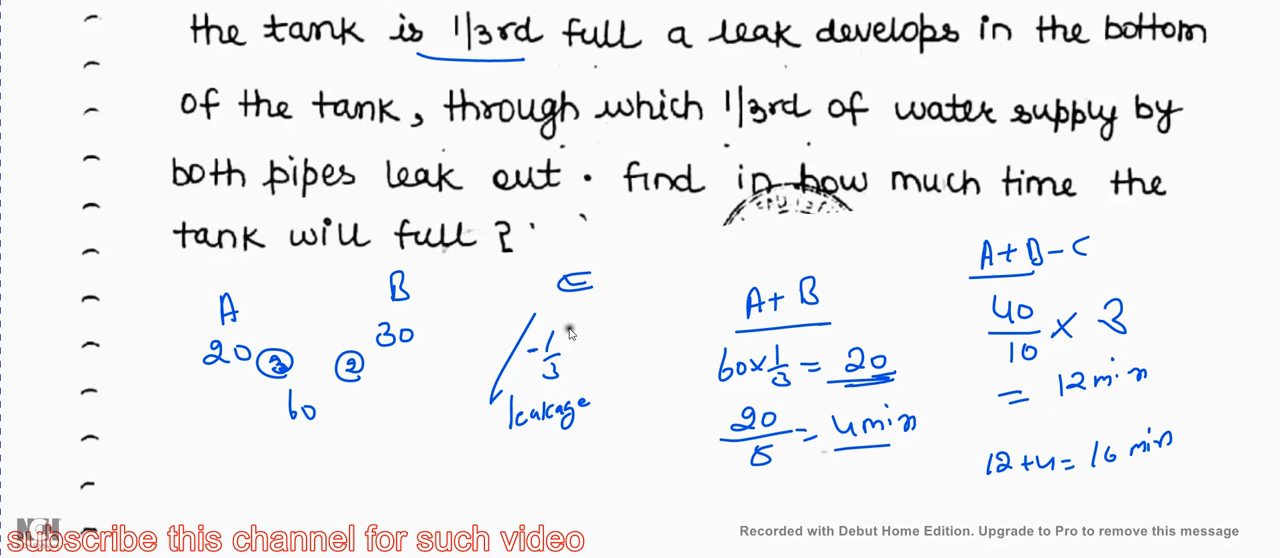 the tank is 1/3rd full a leak develops in the bottom
of the tank, through which 1/3rd of water supply by
both pipes leak out. find in how much time the
tank will full ?
A
B
C
20 3
2 30
60
-1/3
leakage
A+B
60×1/3 = 20
20/5 = 4 min
A+B-C
40/10 × 3
= 12 min
12+4 = 16 min
subscribe this channel for such video
Recorded with Debut Home Edition. Upgrade to Pro to remove this message